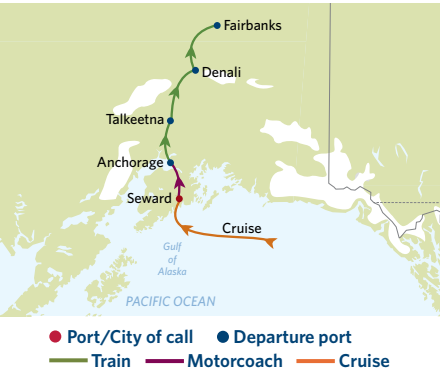 Fairbanks
Denali
Talkeetna
Anchorage
Seward
Cruise
Gulf
of
Alaska
PACIFIC OCEAN
Port/City of call Departure port
Train Motorcoach Cruise